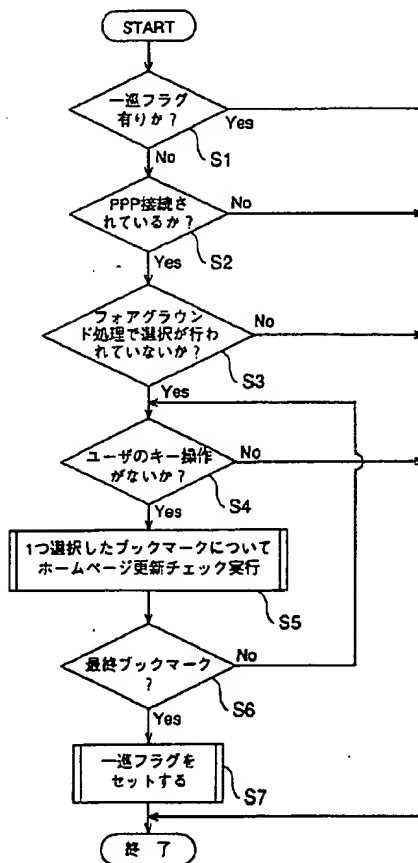 START
一巡フラグ
有りか？
Yes
S1
No
PPP接続さ
れているか？
No
S2
Yes
フォアグラウン
ド処理で選択が行わ
れていないか？
No
S3
Yes
ユーザのキー操作
がないか？
No
S4
Yes
1つ選択したブックマークについて
ホームページ更新チェック実行
S5
最終ブックマーク
？
No
S6
Yes
一巡フラグを
セットする
S7
終了